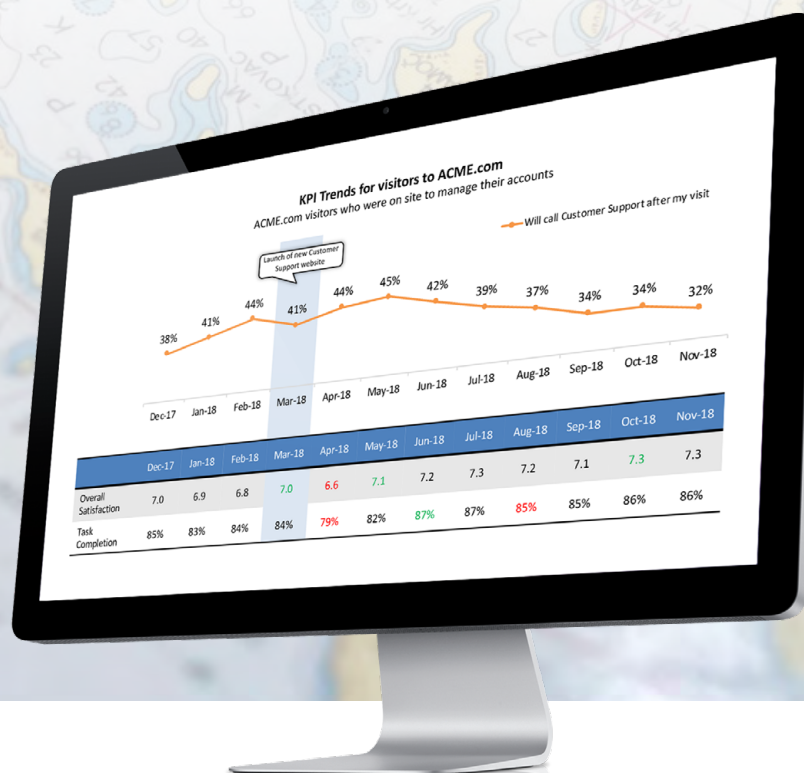 KPI Trends for visitors to ACME.com
ACME.com visitors who were on site to manage their accounts
Will call Customer Support after my visit
Launch of new Customer
Support website
38% 41% 44% 41% 44% 45% 42% 39% 37% 34% 34% 32%
Dec-17 Jan-18 Feb-18 Mar-18 Apr-18 May-18 Jun-18 Jul-18 Aug-18 Sep-18 Oct-18 Nov-18
Dec-17 Jan-18 Feb-18 Mar-18 Apr-18 May-18 Jun-18 Jul-18 Aug-18 Sep-18 Oct-18 Nov-18
Overall
Satisfaction
7.0 6.9 6.8 7.0 6.6 7.1 7.2 7.3 7.2 7.1 7.3 7.3
Task
Completion
85% 83% 84% 84% 79% 82% 87% 87% 85% 85% 86% 86%